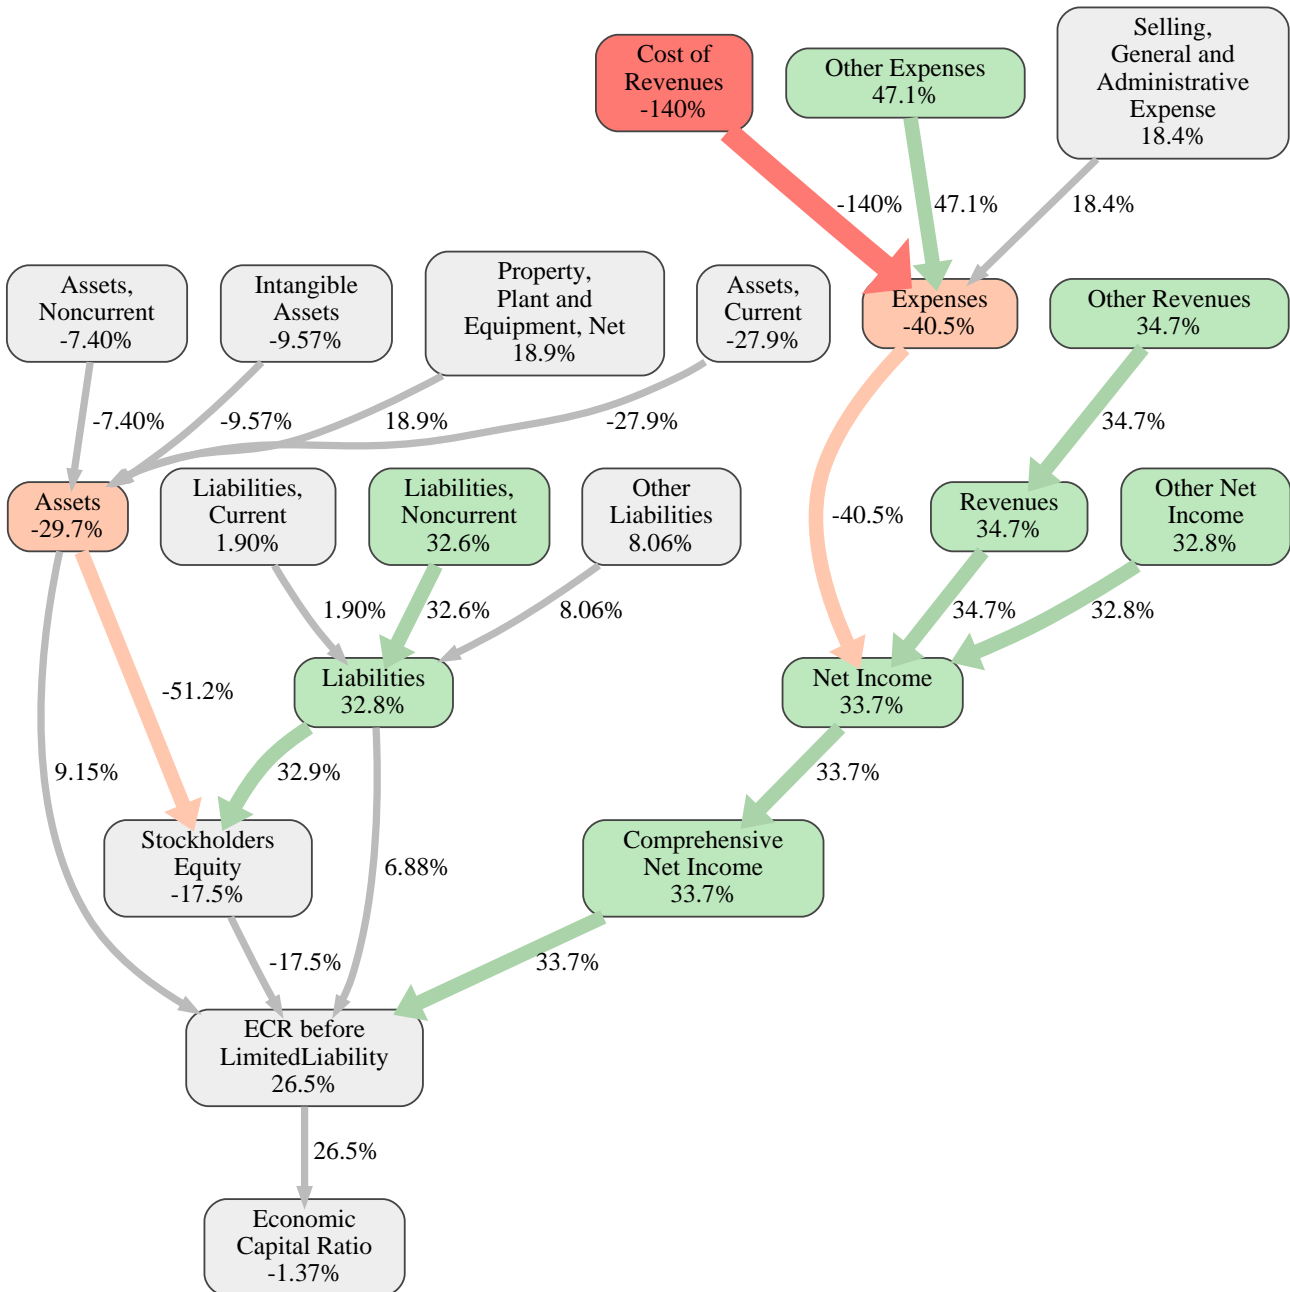 Selling,
General and
Administrative
Expense
18.4%
Cost of
Revenues
-140%
Other Expenses
47.1%
-140%
47.1%
18.4%
Assets,
Noncurrent
-7.40%
Intangible
Assets
-9.57%
Property,
Plant and
Equipment, Net
18.9%
Assets,
Current
-27.9%
Expenses
-40.5%
Other Revenues
34.7%
-7.40%
-9.57%
18.9%
-27.9%
34.7%
Assets
-29.7%
Liabilities,
Current
1.90%
Liabilities,
Noncurrent
32.6%
Other
Liabilities
8.06%
-40.5%
Revenues
34.7%
Other Net
Income
32.8%
1.90%
32.6%
8.06%
34.7%
32.8%
-51.2%
Liabilities
32.8%
Net Income
33.7%
9.15%
32.9%
33.7%
Stockholders
Equity
-17.5%
6.88%
Comprehensive
Net Income
33.7%
-17.5%
33.7%
ECR before
LimitedLiability
26.5%
26.5%
Economic
Capital Ratio
-1.37%